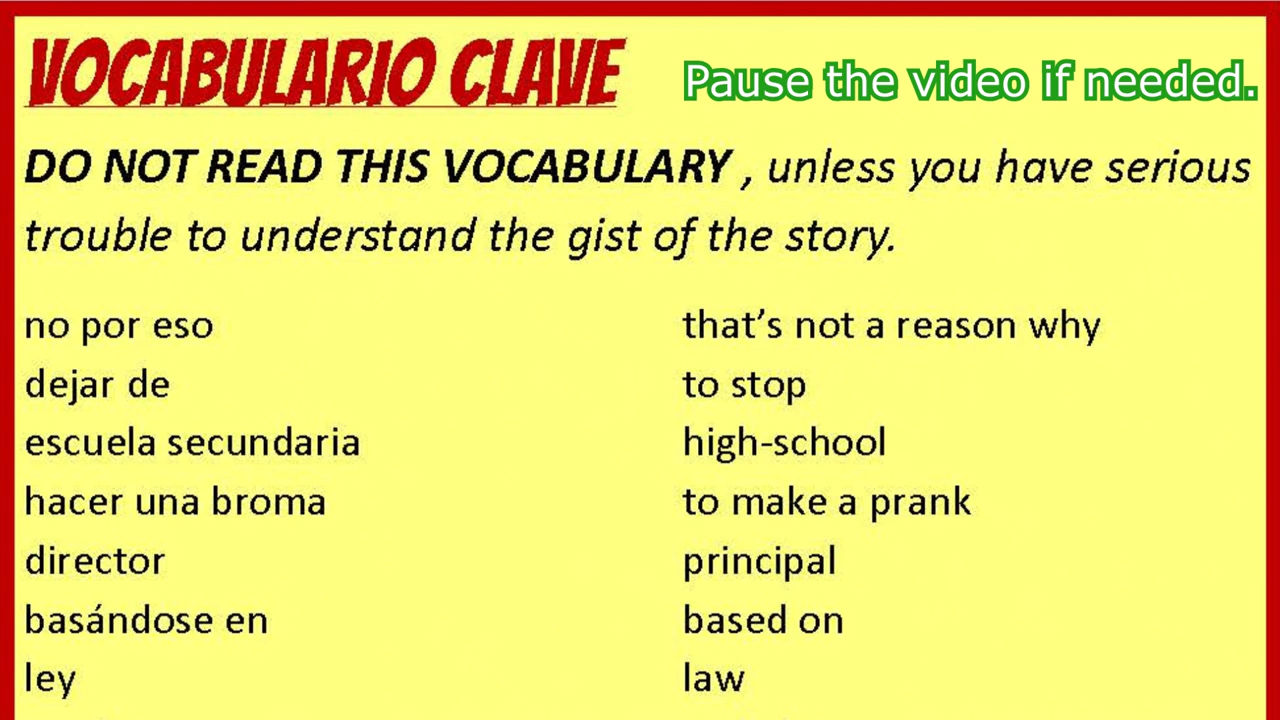 VOCABULARIO CLAVE
Pause the video if needed.
DO NOT READ THIS VOCABULARY , unless you have serious
trouble to understand the gist of the story.
no por eso that’s not a reason why
dejar de to stop
escuela secundaria high-school
hacer una broma to make a prank
director principal
basándose en based on
ley law